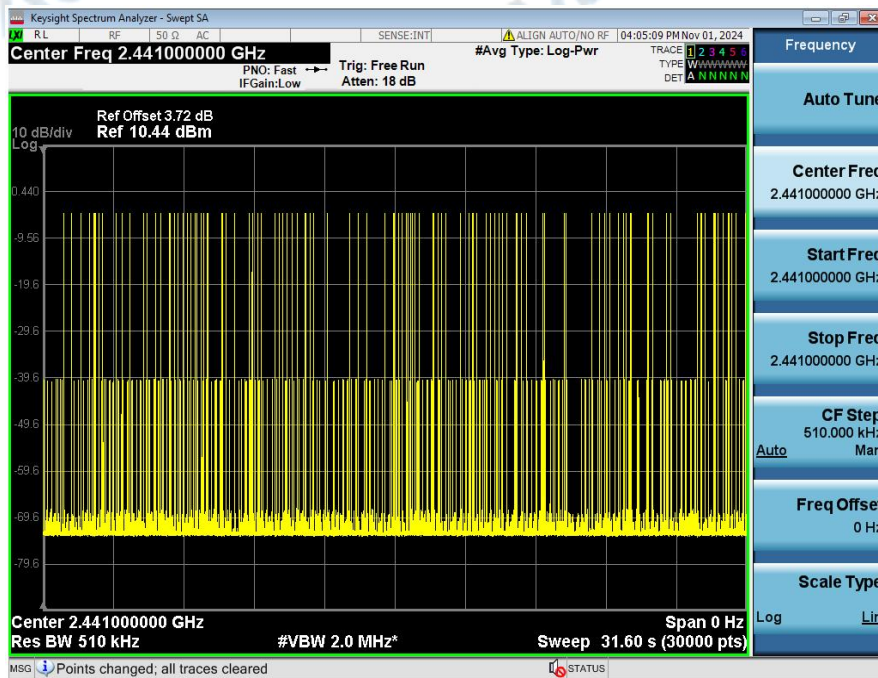 Keysight Spectrum Analyzer - Swept SA
LXI RL RF 50 Ω AC SENSE:INT ALIGN AUTO/NO RF 04:05:09 PM Nov 01, 2024
Center Freq 2.441000000 GHz #Avg Type: Log-Pwr TRACE 1 2 3 4 5 6
PNO: Fast Trig: Free Run TYPE WWWWWWW
IFGain:Low Atten: 18 dB DET A N N N N N
Ref Offset 3.72 dB
10 dB/div Ref 10.44 dBm
Log
0.440
-9.56
-19.6
-29.6
-39.6
-49.6
-59.6
-69.6
-79.6
Center 2.441000000 GHz Span 0 Hz
Res BW 510 kHz #VBW 2.0 MHz* Sweep 31.60 s (30000 pts)
MSG Points changed; all traces cleared STATUS
Frequency
Auto Tune
Center Freq
2.441000000 GHz
Start Freq
2.441000000 GHz
Stop Freq
2.441000000 GHz
CF Step
510.000 kHz
Auto Man
Freq Offset
0 Hz
Scale Type
Log Lin